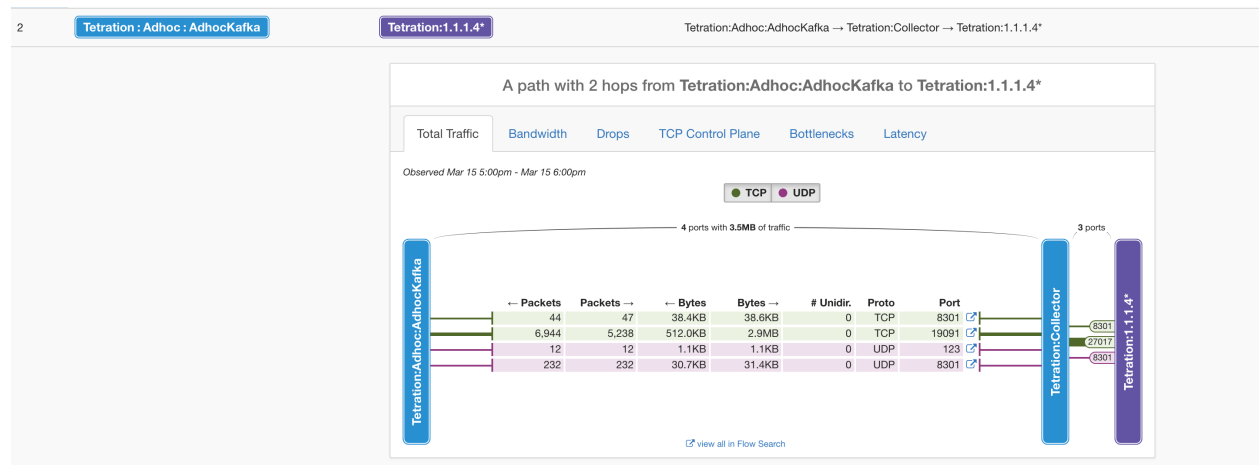 2 Tetration : Adhoc : AdhocKafka Tetration:1.1.1.4* Tetration:Adhoc:AdhocKafka → Tetration:Collector → Tetration:1.1.1.4*
A path with 2 hops from Tetration:Adhoc:AdhocKafka to Tetration:1.1.1.4*
Total Traffic Bandwidth Drops TCP Control Plane Bottlenecks Latency
Observed Mar 15 5:00pm - Mar 15 6:00pm
TCP UDP
4 ports with 3.5MB of traffic 3 ports
Tetration:Adhoc:AdhocKafka
← Packets Packets → ← Bytes Bytes → # Unidir. Proto Port
44 47 38.4KB 38.6KB 0 TCP 8301
6,944 5,238 512.0KB 2.9MB 0 TCP 19091
12 12 1.1KB 1.1KB 0 UDP 123
232 232 30.7KB 31.4KB 0 UDP 8301
Tetration:Collector
8301
27017
8301
Tetration:1.1.1.4*
view all in Flow Search